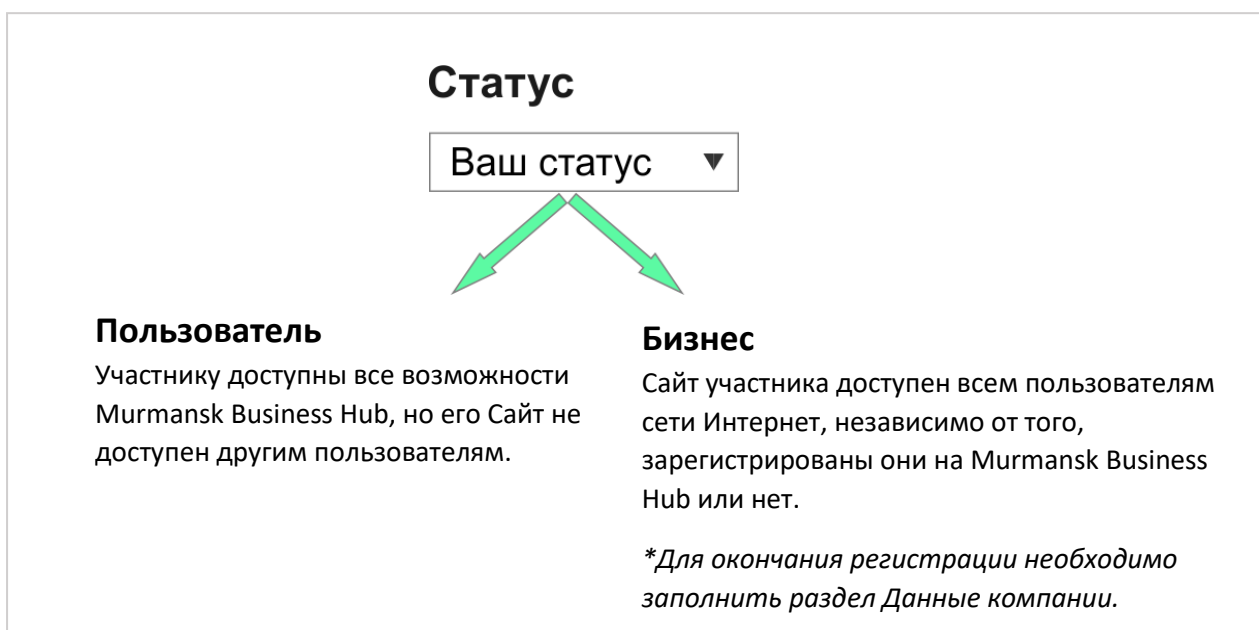 Статус
Ваш статус
Пользователь
Участнику доступны все возможности
Murmansk Business Hub, но его Сайт не
доступен другим пользователям.
Бизнес
Сайт участника доступен всем пользователям
сети Интернет, независимо от того,
зарегистрированы они на Murmansk Business
Hub или нет.
*Для окончания регистрации необходимо
заполнить раздел Данные компании.